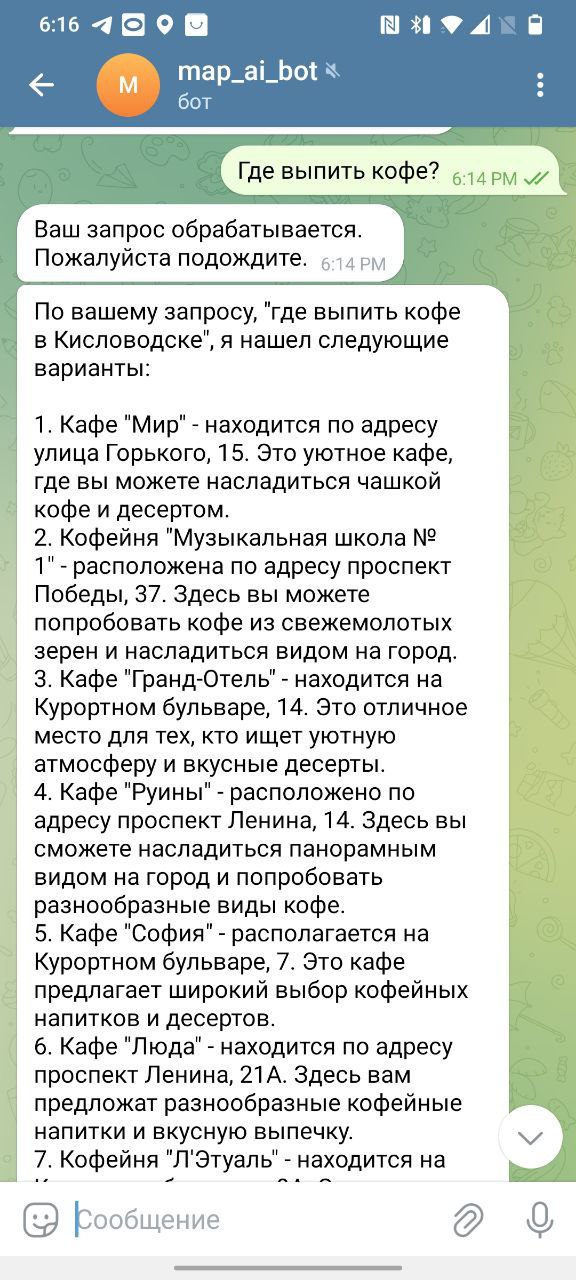 6:16
M
map_ai_bot
бот
Где выпить кофе?
6:14 PM
Ваш запрос обрабатывается.
Пожалуйста подождите.
6:14 PM
По вашему запросу, "где выпить кофе
в Кисловодске", я нашел следующие
варианты:
1. Кафе "Мир" - находится по адресу
улица Горького, 15. Это уютное кафе,
где вы можете насладиться чашкой
кофе и десертом.
2. Кофейня "Музыкальная школа №
1" - расположена по адресу проспект
Победы, 37. Здесь вы можете
попробовать кофе из свежемолотых
зерен и насладиться видом на город.
3. Кафе "Гранд-Отель" - находится на
Курортном бульваре, 14. Это отличное
место для тех, кто ищет уютную
атмосферу и вкусные десерты.
4. Кафе "Руины" - расположено по
адресу проспект Ленина, 14. Здесь вы
сможете насладиться панорамным
видом на город и попробовать
разнообразные виды кофе.
5. Кафе "София" - располагается на
Курортном бульваре, 7. Это кафе
предлагает широкий выбор кофейных
напитков и десертов.
6. Кафе "Люда" - находится по адресу
проспект Ленина, 21А. Здесь вам
предложат разнообразные кофейные
напитки и вкусную выпечку.
7. Кофейня "Л'Этуаль" - находится на
Сообщение